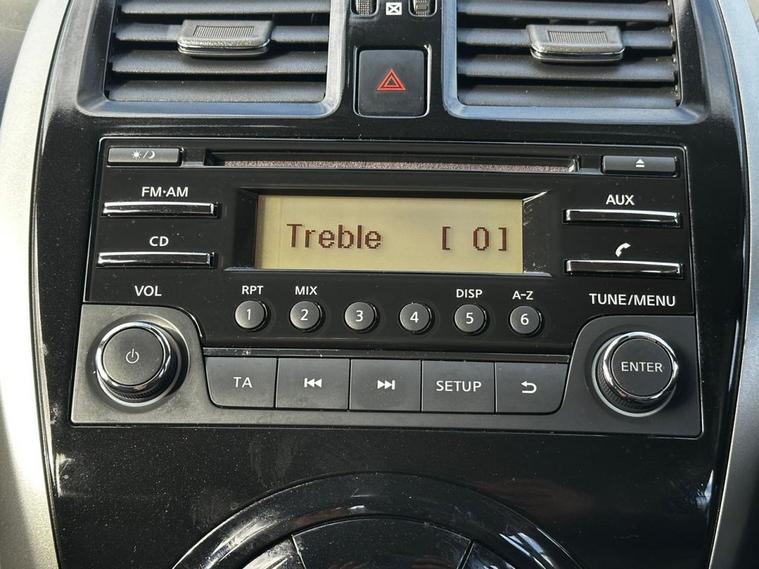 FM·AM
CD
VOL
Treble [ 0]
AUX
TUNE/MENU
RPT MIX DISP A-Z
1 2 3 4 5 6
TA SETUP
ENTER